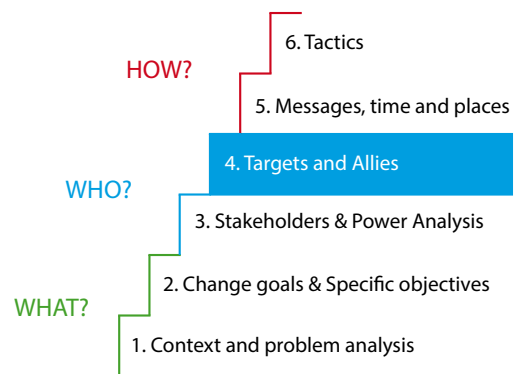 6. Tactics
HOW?
5. Messages, time and places
4. Targets and Allies
WHO?
3. Stakeholders & Power Analysis
2. Change goals & Specific objectives
WHAT?
1. Context and problem analysis